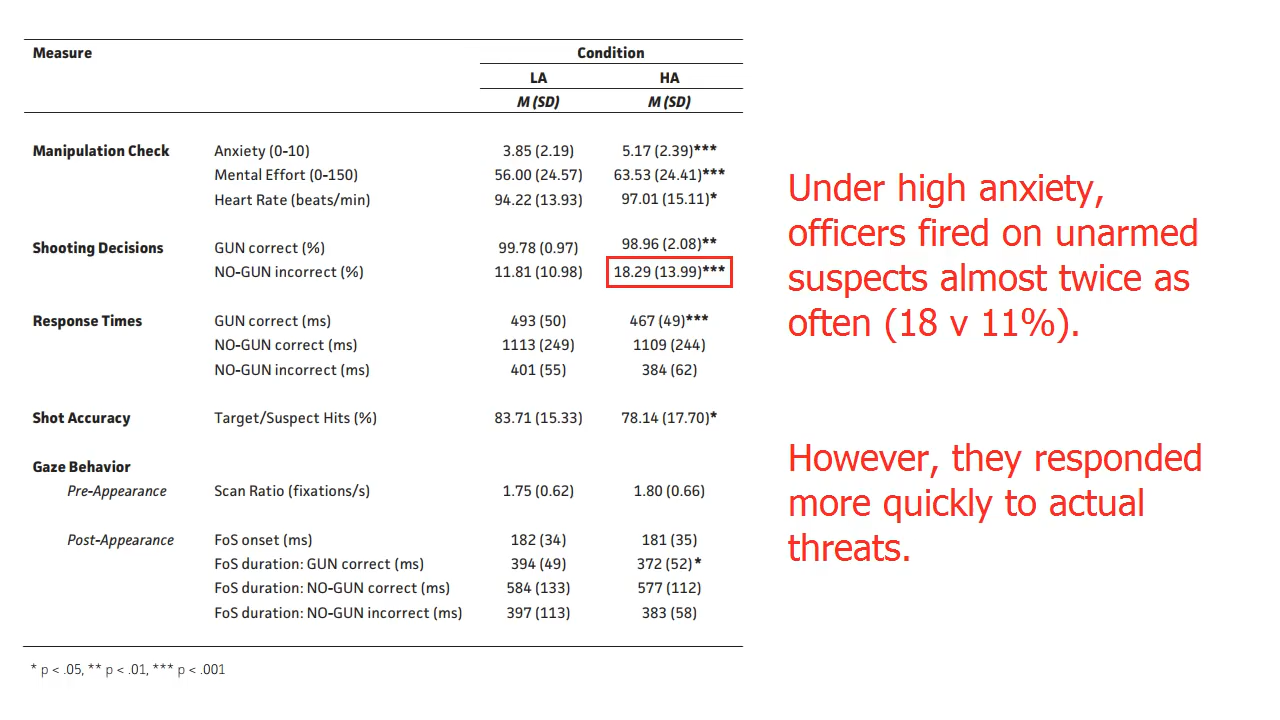 Measure Condition
LA HA
M (SD) M (SD)
Manipulation Check Anxiety (0-10) 3.85 (2.19) 5.17 (2.39)***
Mental Effort (0-150) 56.00 (24.57) 63.53 (24.41)***
Heart Rate (beats/min) 94.22 (13.93) 97.01 (15.11)*
Shooting Decisions GUN correct (%) 99.78 (0.97) 98.96 (2.08)**
NO-GUN incorrect (%) 11.81 (10.98) 18.29 (13.99)***
Response Times GUN correct (ms) 493 (50) 467 (49)***
NO-GUN correct (ms) 1113 (249) 1109 (244)
NO-GUN incorrect (ms) 401 (55) 384 (62)
Shot Accuracy Target/Suspect Hits (%) 83.71 (15.33) 78.14 (17.70)*
Gaze Behavior
Pre-Appearance Scan Ratio (fixations/s) 1.75 (0.62) 1.80 (0.66)
Post-Appearance FoS onset (ms) 182 (34) 181 (35)
FoS duration: GUN correct (ms) 394 (49) 372 (52)*
FoS duration: NO-GUN correct (ms) 584 (133) 577 (112)
FoS duration: NO-GUN incorrect (ms) 397 (113) 383 (58)
* p < .05, ** p < .01, *** p < .001
Under high anxiety,
officers fired on unarmed
suspects almost twice as
often (18 v 11%).
However, they responded
more quickly to actual
threats.